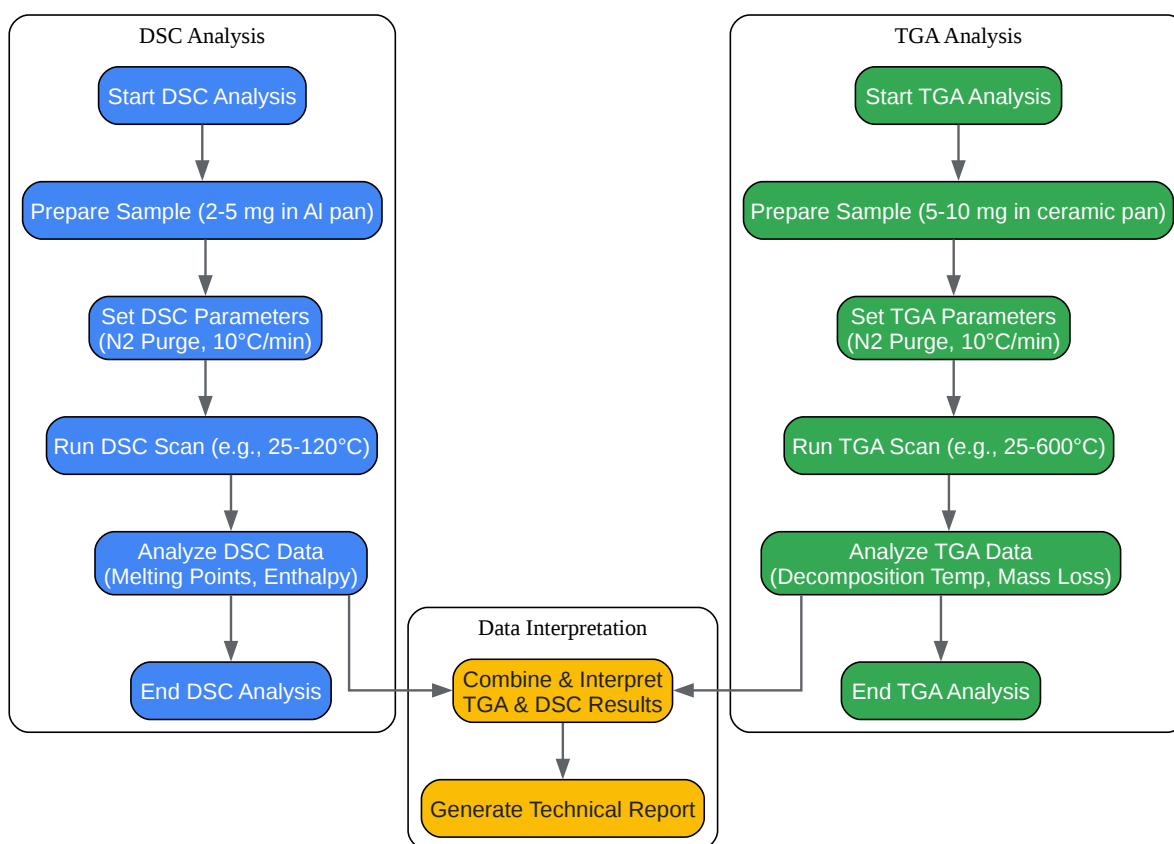 DSC Analysis
Start DSC Analysis
Prepare Sample (2-5 mg in Al pan)
Set DSC Parameters
(N2 Purge, 10°C/min)
Run DSC Scan (e.g., 25-120°C)
Analyze DSC Data
(Melting Points, Enthalpy)
End DSC Analysis
TGA Analysis
Start TGA Analysis
Prepare Sample (5-10 mg in ceramic pan)
Set TGA Parameters
(N2 Purge, 10°C/min)
Run TGA Scan (e.g., 25-600°C)
Analyze TGA Data
(Decomposition Temp, Mass Loss)
End TGA Analysis
Data Interpretation
Combine & Interpret
TGA & DSC Results
Generate Technical Report